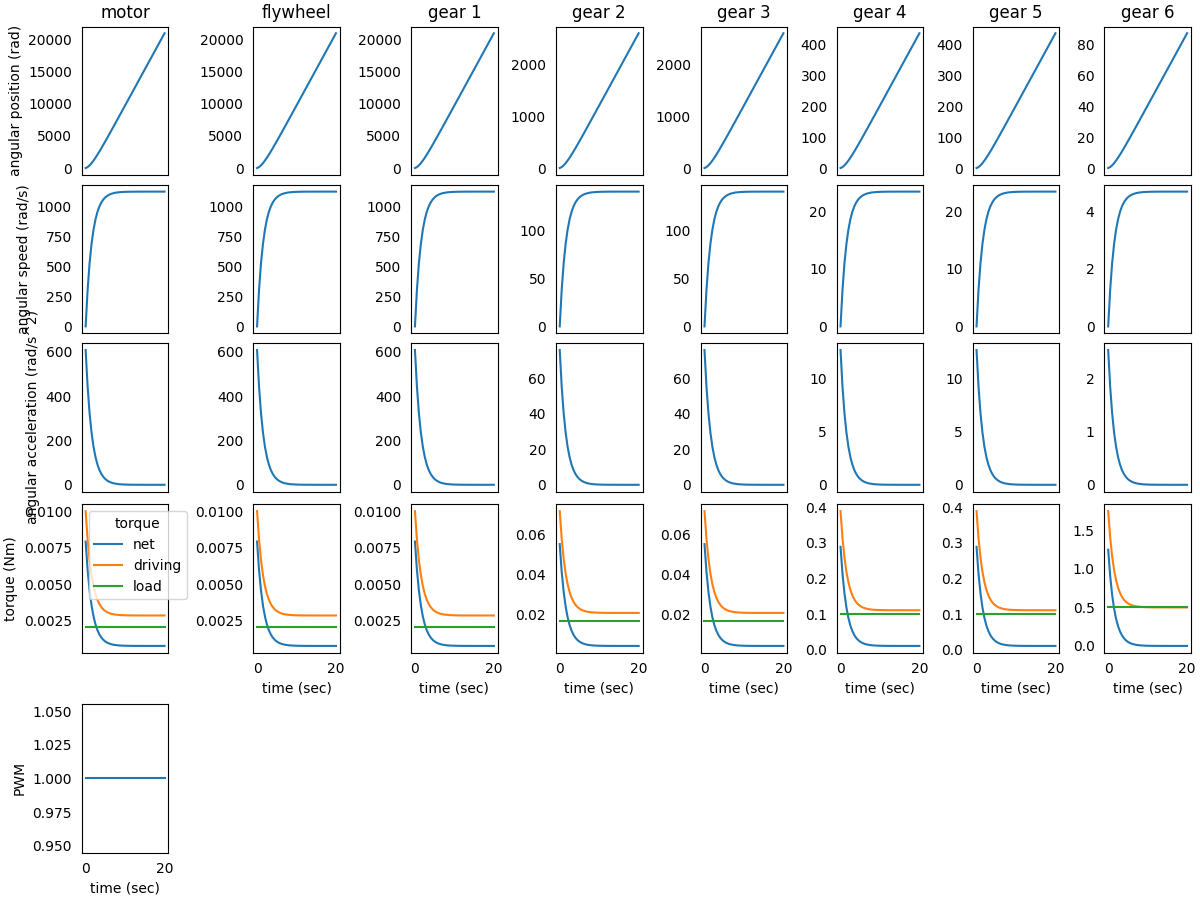 motor flywheel gear 1 gear 2 gear 3 gear 4 gear 5 gear 6
angular position (rad)
20000 15000 10000 5000 0
20000 15000 10000 5000 0
20000 15000 10000 5000 0
2000 1000 0
2000 1000 0
400 300 200 100 0
400 300 200 100 0
80 60 40 20 0
angular speed (rad/s)
1000 750 500 250 0
1000 750 500 250 0
1000 750 500 250 0
100 50 0
100 50 0
20 10 0
20 10 0
4 2 0
angular acceleration (rad/s^2)
600 400 200 0
600 400 200 0
600 400 200 0
60 40 20 0
60 40 20 0
10 5 0
10 5 0
2 1 0
torque (Nm)
0.0100 0.0075 0.0050 0.0025
torque
net
driving
load
0.0100 0.0075 0.0050 0.0025
0.0100 0.0075 0.0050 0.0025
0.06 0.04 0.02
0.06 0.04 0.02
0.4 0.3 0.2 0.1 0.0
0.4 0.3 0.2 0.1 0.0
1.5 1.0 0.5 0.0
0 20 0 20 0 20 0 20 0 20 0 20 0 20
time (sec) time (sec) time (sec) time (sec) time (sec) time (sec) time (sec)
PWM
1.050
1.025
1.000
0.975
0.950
0 20
time (sec)